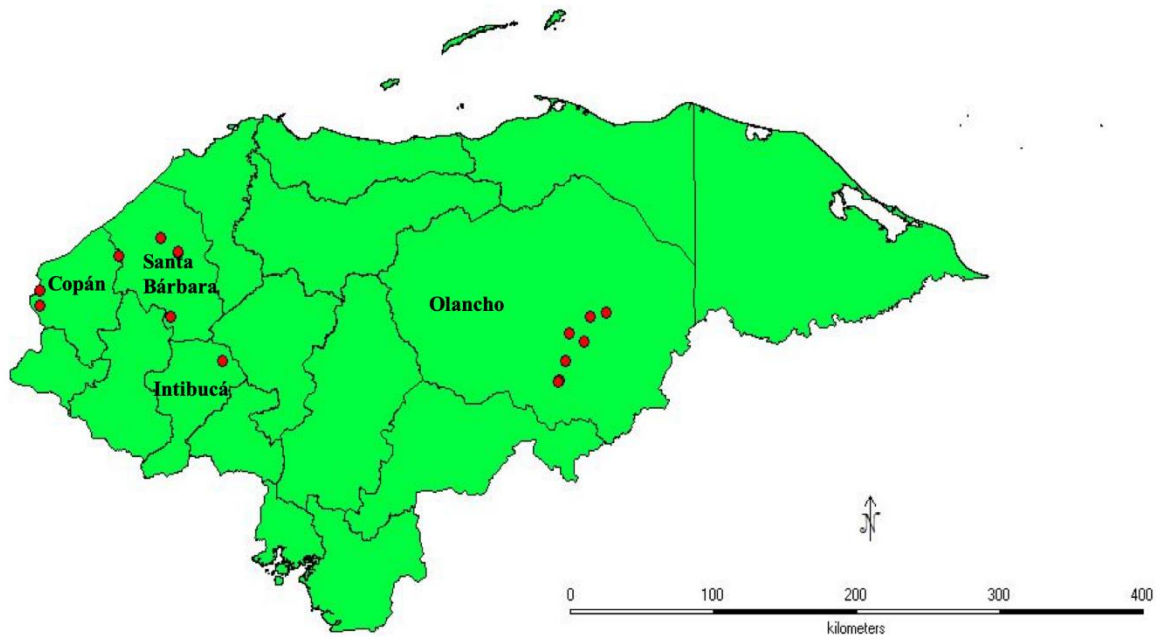 Santa
Bárbara
Copán
Olancho
Intibucá
N
0 100 200 300 400
kilometers